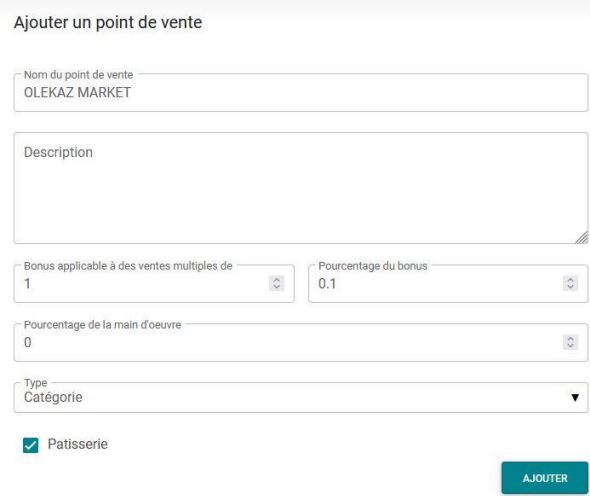 Ajouter un point de vente
Nom du point de vente
OLEKAZ MARKET
Description
Bonus applicable à des ventes multiples de
1
Pourcentage du bonus
0.1
Pourcentage de la main d'oeuvre
0
Type
Catégorie
Patisserie
AJOUTER